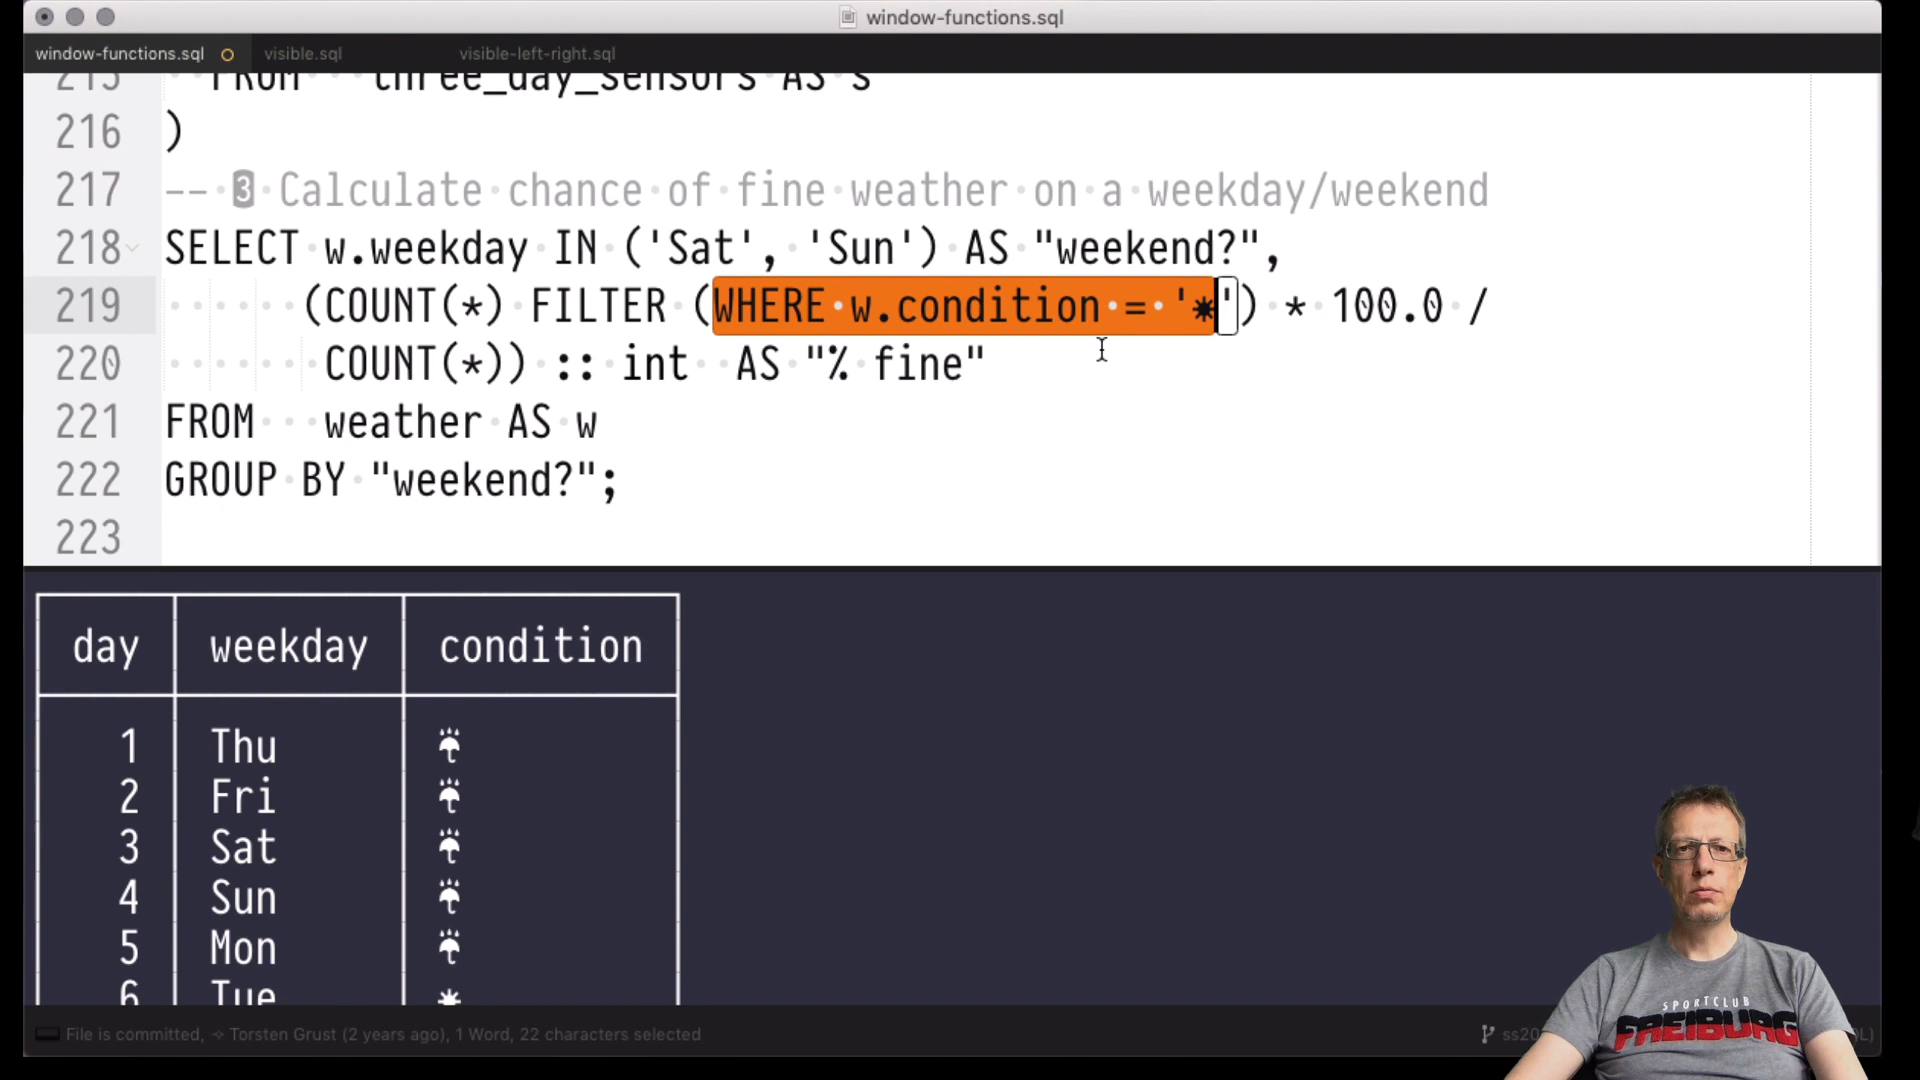 window-functions.sql
window-functions.sql visible.sql visible-left-right.sql
215 FROM three_day_sensors AS s
216 )
217 -- 3 Calculate chance of fine weather on a weekday/weekend
218 SELECT w.weekday IN ('Sat', 'Sun') AS "weekend?",
219 (COUNT(*) FILTER (WHERE w.condition = '☀') * 100.0 /
220 COUNT(*)) :: int AS "% fine"
221 FROM weather AS w
222 GROUP BY "weekend?";
223
day weekday condition
1 Thu ☔
2 Fri ☔
3 Sat ☔
4 Sun ☔
5 Mon ☔
6 Tue ☀
SPORTCLUB
FREIBURG
File is committed, Torsten Grust (2 years ago), 1 Word, 22 characters selected